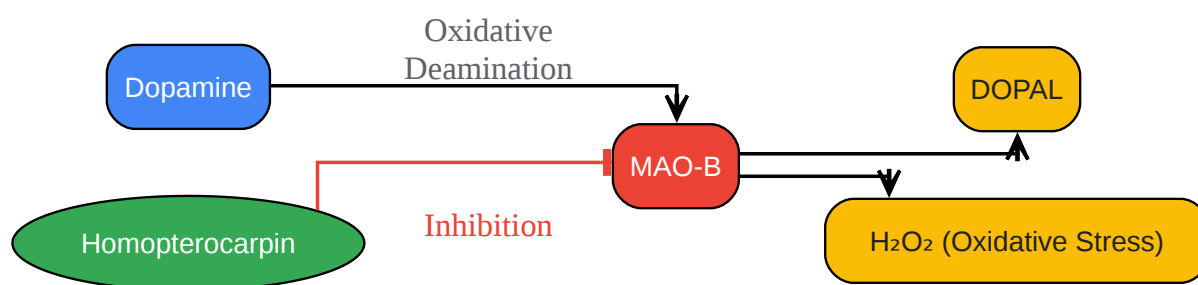 Oxidative
Deamination
Dopamine
DOPAL
MAO-B
Inhibition
Homopterocarpin
H₂O₂ (Oxidative Stress)